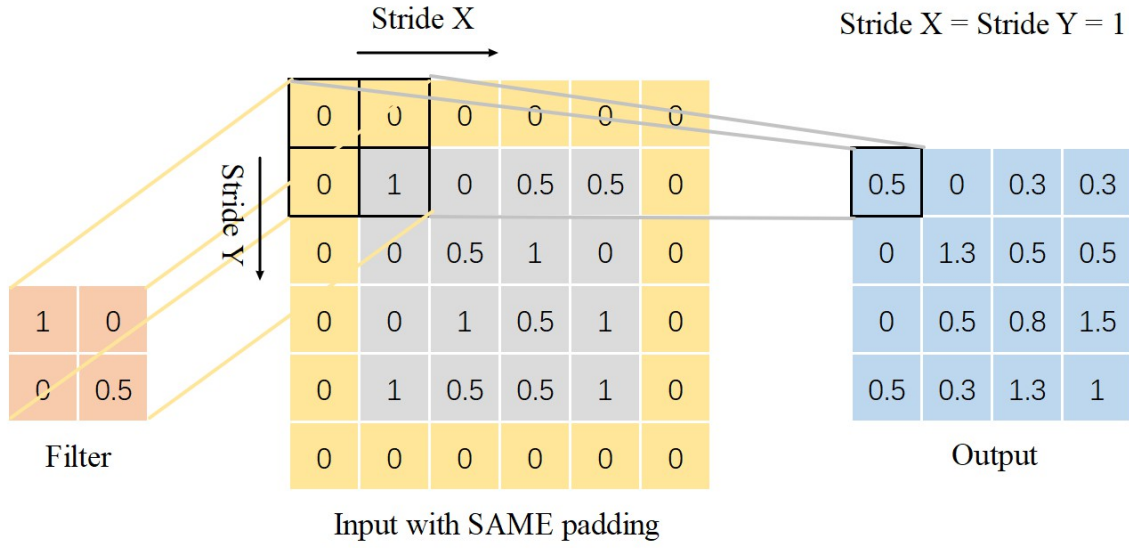 Stride X
Stride X = Stride Y = 1
0 0 0 0 0 0
0 1 0 0.5 0.5 0
0 0 0.5 1 0 0
0 0 1 0.5 1 0
0 1 0.5 0.5 1 0
0 0 0 0 0 0
Stride Y
1 0
0 0.5
Filter
0.5 0 0.3 0.3
0 1.3 0.5 0.5
0 0.5 0.8 1.5
0.5 0.3 1.3 1
Output
Input with SAME padding